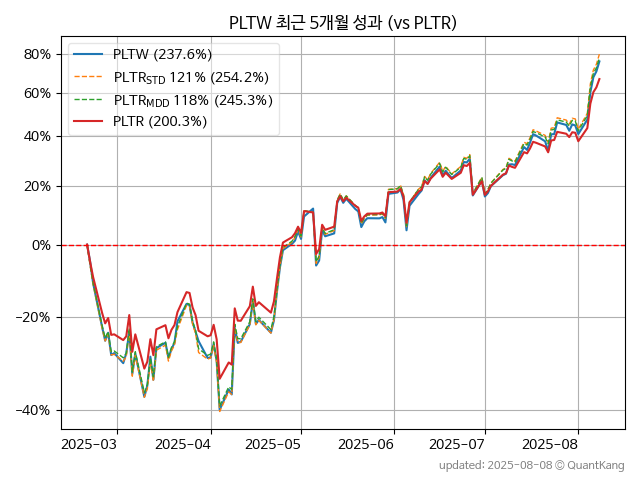 PLTW 최근 5개월 성과 (vs PLTR)
PLTW (237.6%)
PLTRSTD 121% (254.2%)
PLTRMDD 118% (245.3%)
PLTR (200.3%)
80%
60%
40%
20%
0%
−20%
−40%
2025-03 2025-04 2025-05 2025-06 2025-07 2025-08
updated: 2025-08-08 © QuantKang